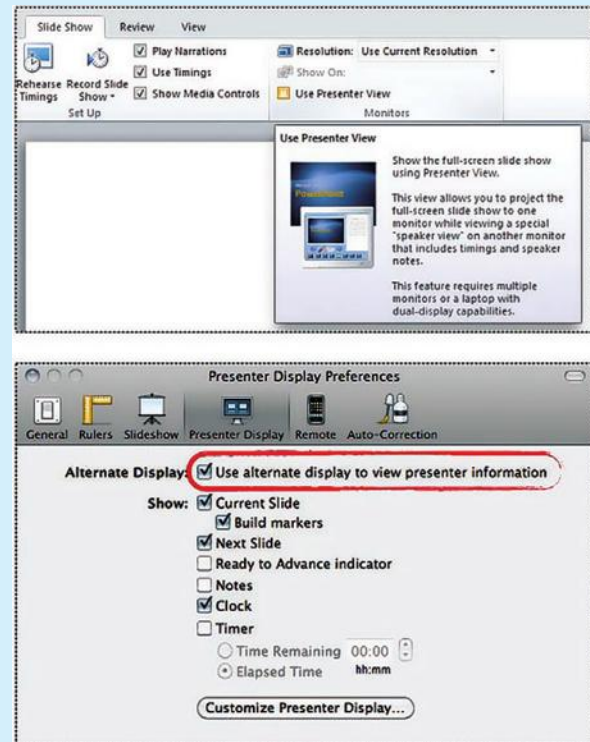 Slide Show Review View
Play Narrations Resolution: Use Current Resolution
Use Timings Show On:
Rehearse Record Slide
Timings Show Show Media Controls Use Presenter View
Set Up Monitors
Use Presenter View
Show the full-screen slide show
using Presenter View.
PowerPoint
This view allows you to project the
full-screen slide show to one
monitor while viewing a special
"speaker view" on another monitor
that includes timings and speaker
notes.
This feature requires multiple
monitors or a laptop with
dual-display capabilities.
Presenter Display Preferences
General Rulers Slideshow Presenter Display Remote Auto-Correction
Alternate Display: Use alternate display to view presenter information
Show: Current Slide
Build markers
Next Slide
Ready to Advance indicator
Notes
Clock
Timer
Time Remaining 00:00
Elapsed Time hh:mm
Customize Presenter Display...